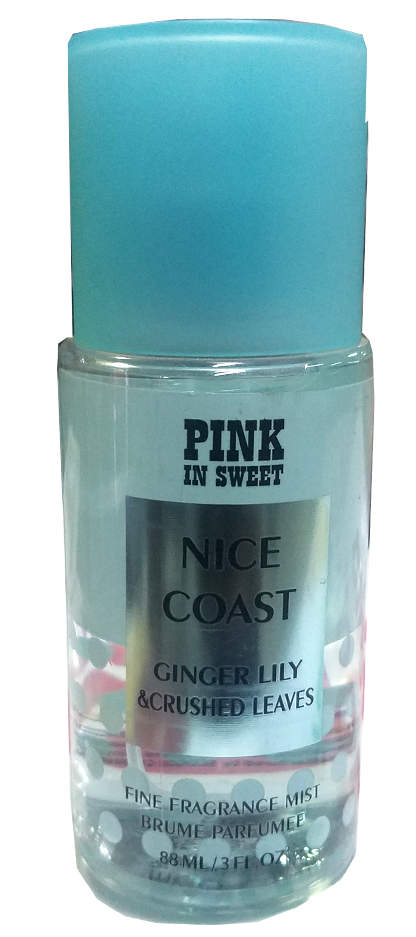 PINK
IN SWEET
NICE
COAST
GINGER LILY
&CRUSHED LEAVES
FINE FRAGRANCE MIST
BRUME PARFUMEE
88 ML/3 FL OZ